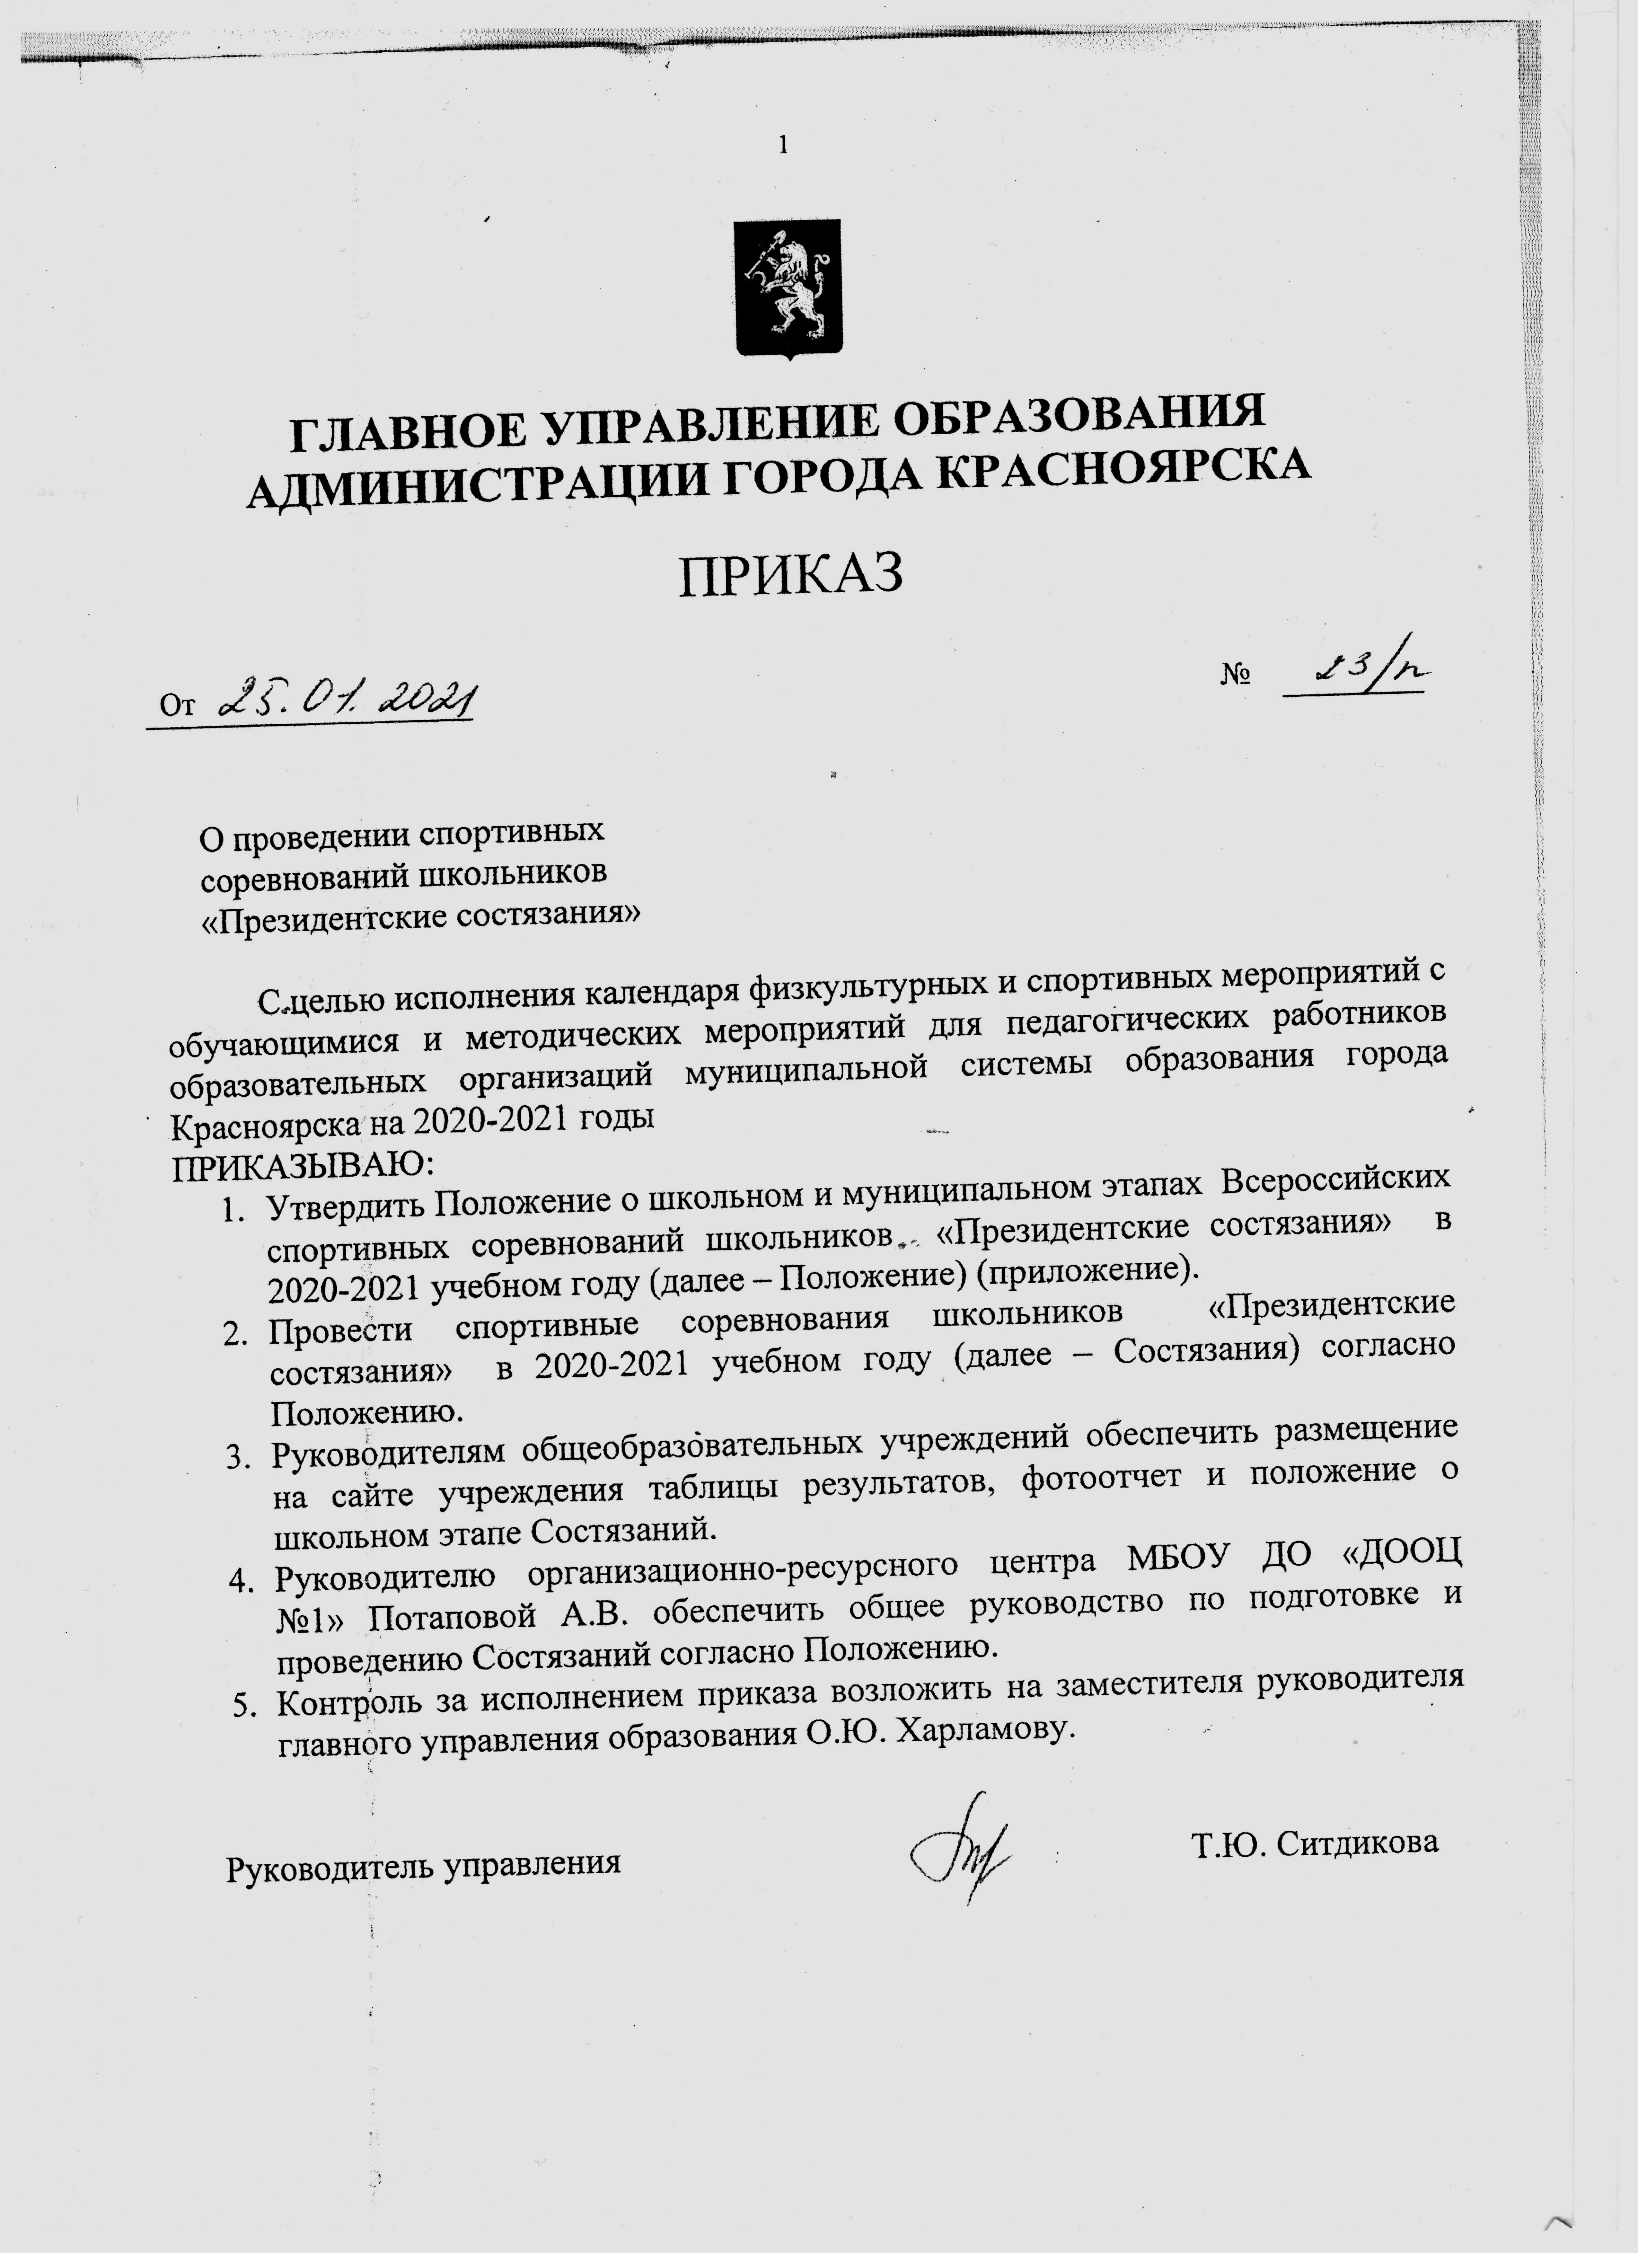 1
ГЛАВНОЕ УПРАВЛЕНИЕ ОБРАЗОВАНИЯ
АДМИНИСТРАЦИИ ГОРОДА КРАСНОЯРСКА
ПРИКАЗ
От 25.01.2021 № 23/п
О проведении спортивных
соревнований школьников
«Президентские состязания»
С целью исполнения календаря физкультурных и спортивных мероприятий с
обучающимися и методических мероприятий для педагогических работников
образовательных организаций муниципальной системы образования города
Красноярска на 2020-2021 годы
ПРИКАЗЫВАЮ:
1. Утвердить Положение о школьном и муниципальном этапах Всероссийских
спортивных соревнований школьников «Президентские состязания» в
2020-2021 учебном году (далее – Положение) (приложение).
2. Провести спортивные соревнования школьников «Президентские
состязания» в 2020-2021 учебном году (далее – Состязания) согласно
Положению.
3. Руководителям общеобразовательных учреждений обеспечить размещение
на сайте учреждения таблицы результатов, фотоотчет и положение о
школьном этапе Состязаний.
4. Руководителю организационно-ресурсного центра МБОУ ДО «ДООЦ
№1» Потаповой А.В. обеспечить общее руководство по подготовке и
проведению Состязаний согласно Положению.
5. Контроль за исполнением приказа возложить на заместителя руководителя
главного управления образования О.Ю. Харламову.
Руководитель управления Т.Ю. Ситдикова